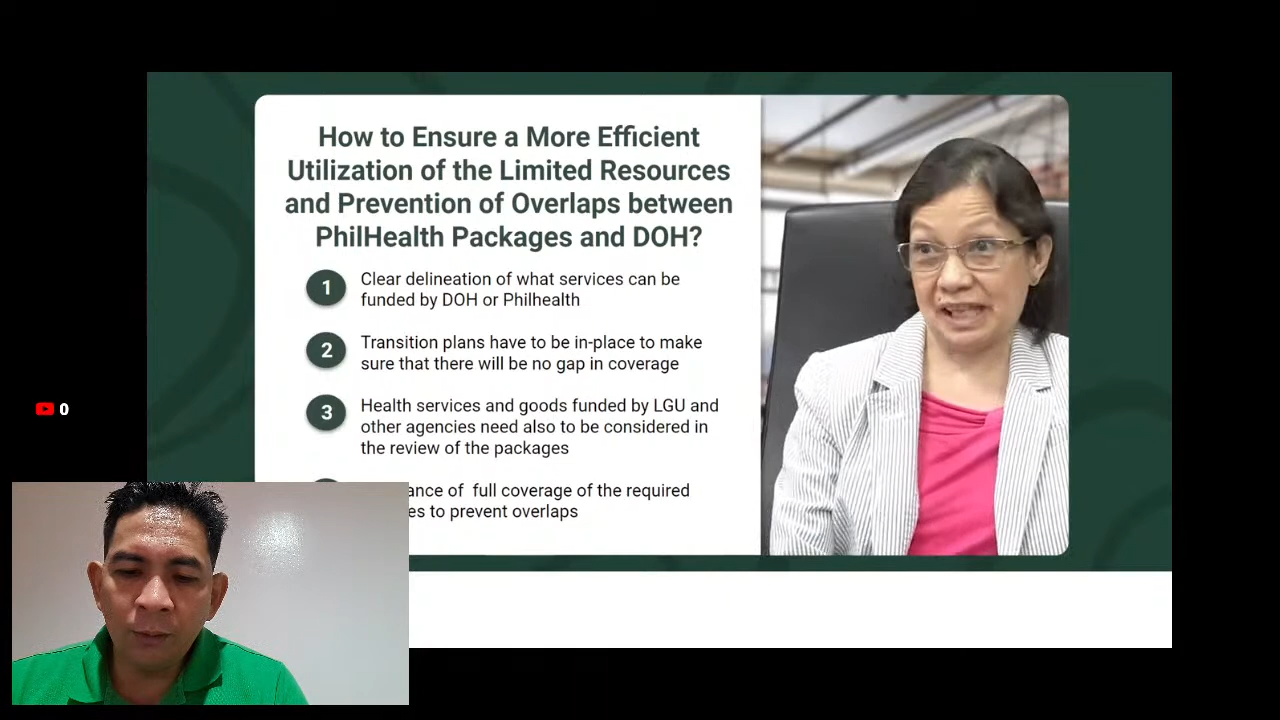 How to Ensure a More Efficient
Utilization of the Limited Resources
and Prevention of Overlaps between
PhilHealth Packages and DOH?
1 Clear delineation of what services can be
funded by DOH or Philhealth
2 Transition plans have to be in-place to make
sure that there will be no gap in coverage
3 Health services and goods funded by LGU and
other agencies need also to be considered in
the review of the packages
of full coverage of the required
to prevent overlaps
0